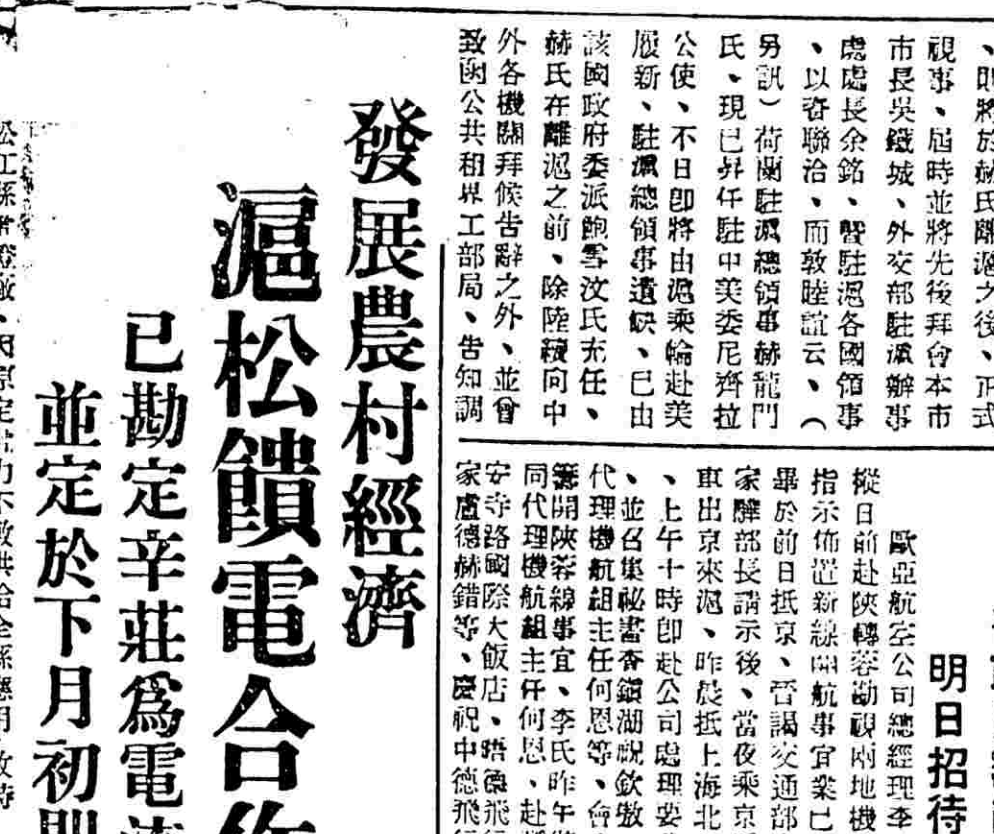 、即將於赫氏離滬之後、正式
視事、屆時並將先後拜會本市
市長吳鐵城、外交部駐滬辦事
處處長余銘、暨駐滬各國領事
、以資聯洽、而敦睦誼云、（
另訊）荷蘭駐滬總領事赫龍門
氏、現已昇任駐中美委尼齊拉
公使、不日卽將由滬乘輪赴美
履新、駐滬總領事遺缺、已由
該國政府委派鮑雪汶氏充任、
赫氏在離滬之前、除陸續向中
外各機關拜候告辭之外、並曾
致函公共租界工部局、告知調
明日招待
歐亞航空公司總經理李
縱日前赴陝轉蓉勘視兩地機
指示佈置新線開航事宜業已
畢於前日抵京、晉謁交通部
家驊部長請示後、當夜乘京
車出京來滬、昨晨抵上海北
、上午十時卽赴公司處理要
、並召集祕書查鎮湖祝欽璈
代理機航組主任何恩等、會
籌開陝蓉線事宜、李氏昨午
同代理機航組主任何恩、赴
安寺路國際大飯店、晤德飛
家盧德赫錯等、慶祝中德飛
發展農村經濟
滬松饋電合作
已勘定辛莊爲電流
並定於下月初